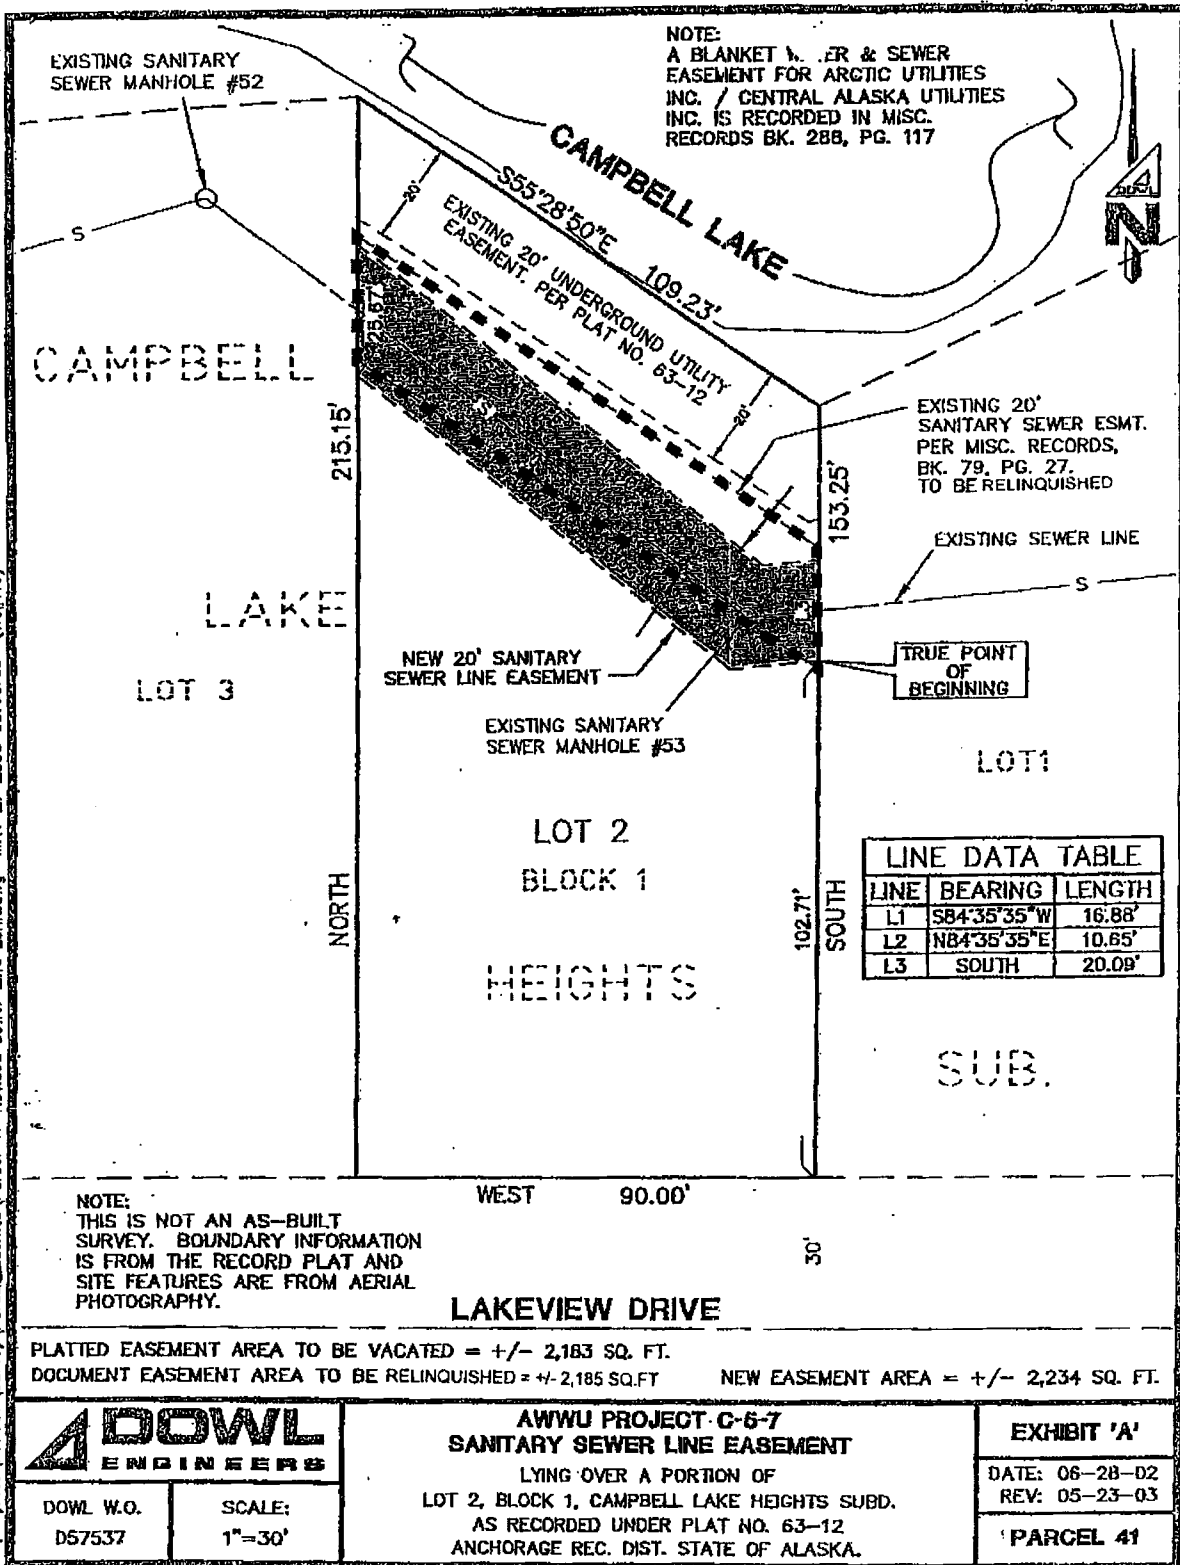 EXISTING SANITARY
SEWER MANHOLE #52
NOTE:
A BLANKET & SEWER
EASEMENT FOR ARCTIC UTILITIES
INC. / CENTRAL ALASKA UTILITIES
INC. IS RECORDED IN MISC.
RECORDS BK. 288, PG. 117
CAMPBELL LAKE
DOWL
N
S
S55°28'50"E 109.23'
20'
EXISTING 20' UNDERGROUND UTILITY
EASEMENT. PER PLAT NO. 63-12
20'
25.67'
S
CAMPBELL
215.15'
153.25'
EXISTING 20'
SANITARY SEWER ESMT.
PER MISC. RECORDS,
BK. 79, PG. 27.
TO BE RELINQUISHED
EXISTING SEWER LINE
S
LAKE
LOT 3
NEW 20' SANITARY
SEWER LINE EASEMENT
L3
TRUE POINT
OF
BEGINNING
EXISTING SANITARY
SEWER MANHOLE #53
LOT1
LOT 2
BLOCK 1
LINE DATA TABLE
LINE BEARING LENGTH
L1 S84°35'35"W 16.88'
L2 N84°35'35"E 10.65'
L3 SOUTH 20.09'
NORTH
102.71'
SOUTH
HEIGHTS
SUB.
WEST 90.00'
30'
NOTE:
THIS IS NOT AN AS-BUILT
SURVEY. BOUNDARY INFORMATION
IS FROM THE RECORD PLAT AND
SITE FEATURES ARE FROM AERIAL
PHOTOGRAPHY.
LAKEVIEW DRIVE
PLATTED EASEMENT AREA TO BE VACATED = +/- 2,183 SQ. FT.
DOCUMENT EASEMENT AREA TO BE RELINQUISHED = +/- 2,185 SQ.FT NEW EASEMENT AREA = +/- 2,234 SQ. FT.
DOWL
ENGINEERS
DOWL W.O.
D57537
SCALE:
1"=30'
AWWU PROJECT C-6-7
SANITARY SEWER LINE EASEMENT
LYING OVER A PORTION OF
LOT 2, BLOCK 1, CAMPBELL LAKE HEIGHTS SUBD.
AS RECORDED UNDER PLAT NO. 63-12
ANCHORAGE REC. DIST. STATE OF ALASKA.
EXHIBIT 'A'
DATE: 06-28-02
REV: 05-23-03
PARCEL 41